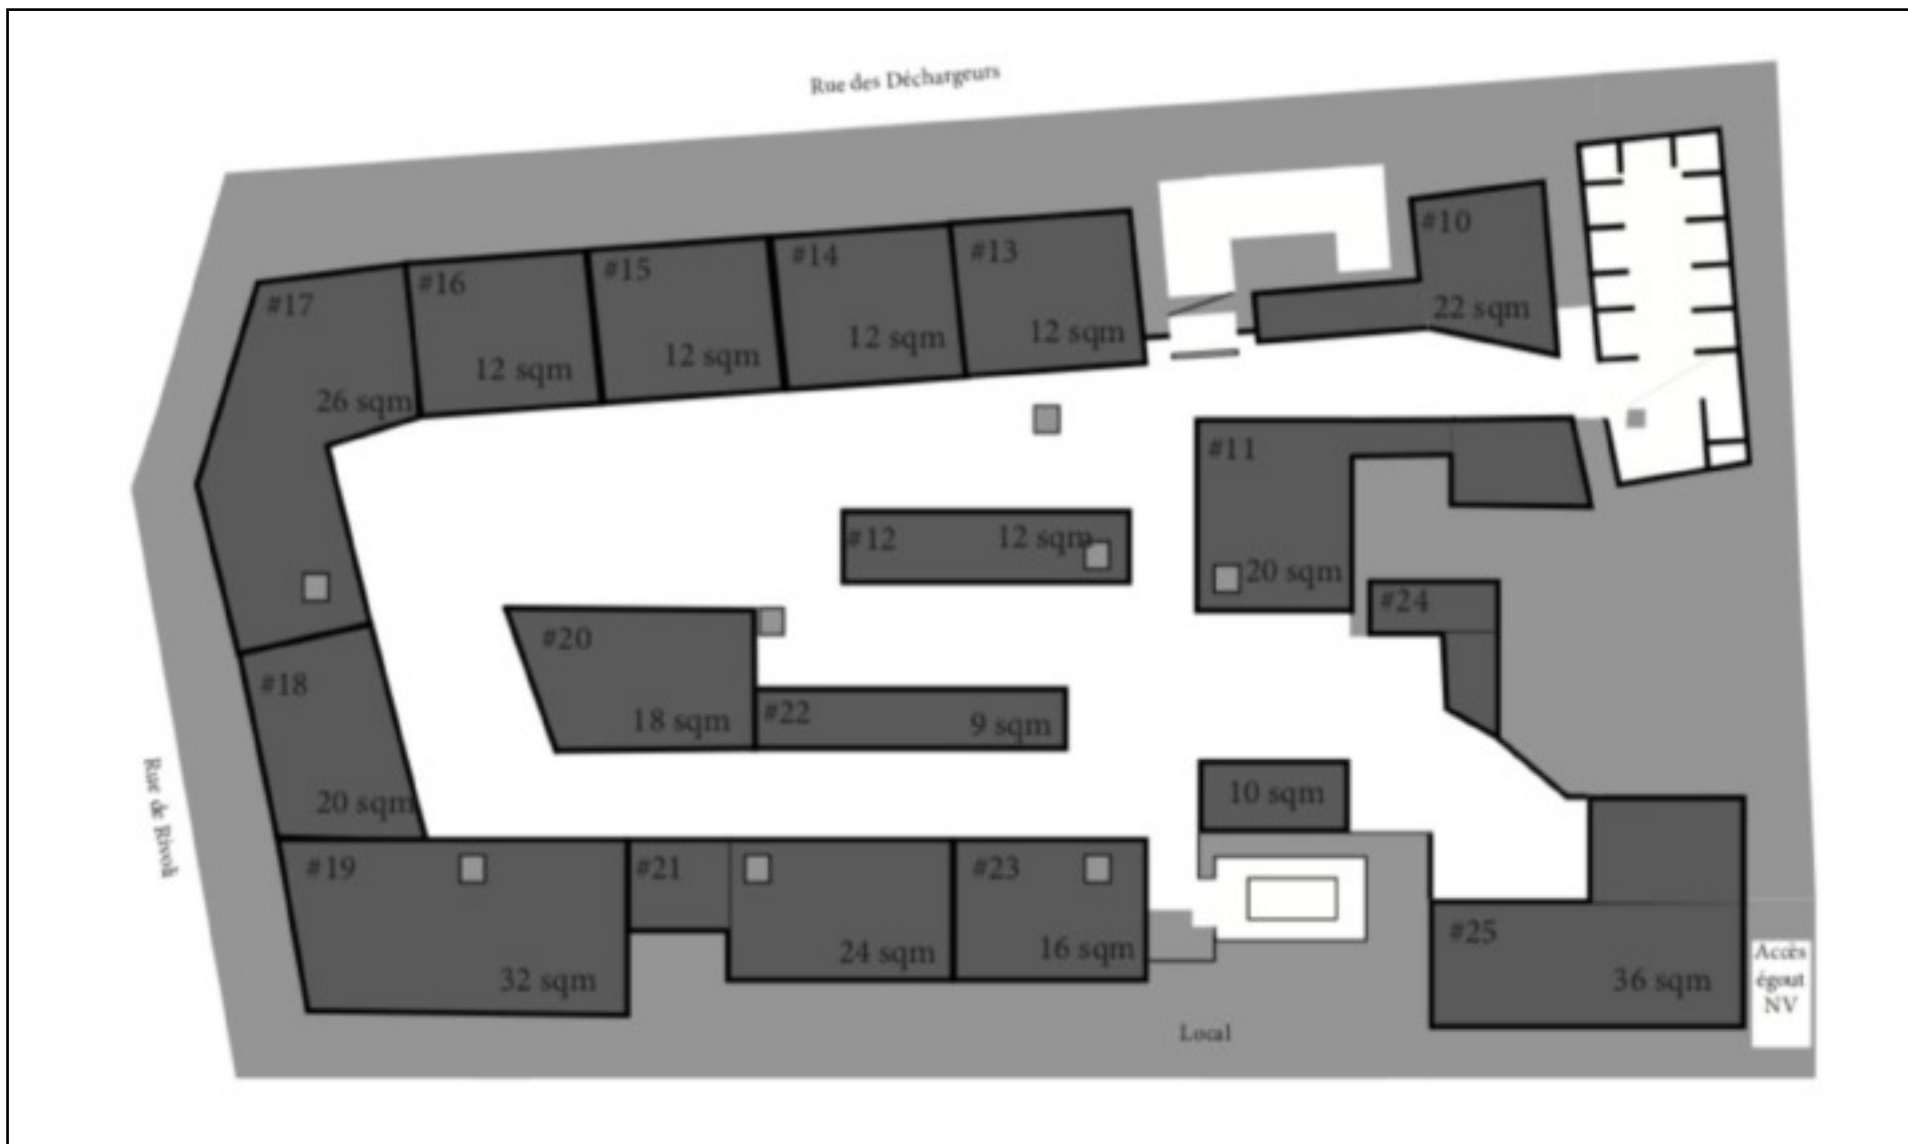 Rue des Déchargeurs
#10
22 sqm
#13
12 sqm
#14
12 sqm
#15
12 sqm
#16
12 sqm
#17
26 sqm
#11
20 sqm
#12
12 sqm
#24
#20
18 sqm
#22
9 sqm
#18
20 sqm
10 sqm
#19
32 sqm
#21
24 sqm
#23
16 sqm
#25
36 sqm
Rue de Rivoli
Local
Accès
égout
NV